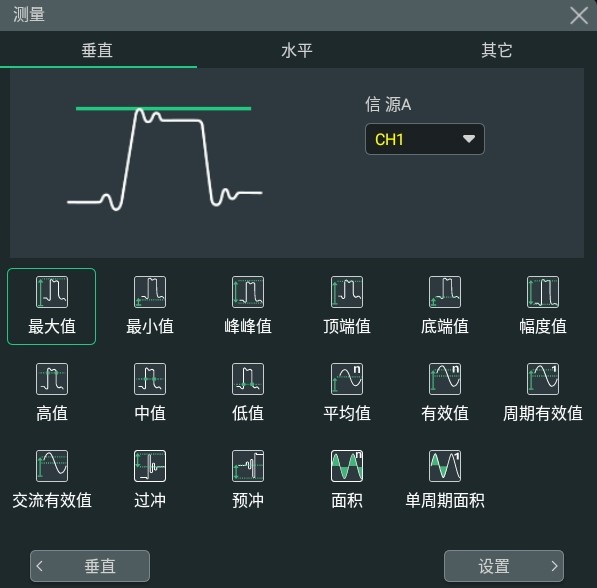 测量
垂直 水平 其它
信 源A
CH1
最大值 最小值 峰峰值 顶端值 底端值 幅度值
高值 中值 低值 平均值 有效值 周期有效值
交流有效值 过冲 预冲 面积 单周期面积
垂直 设置